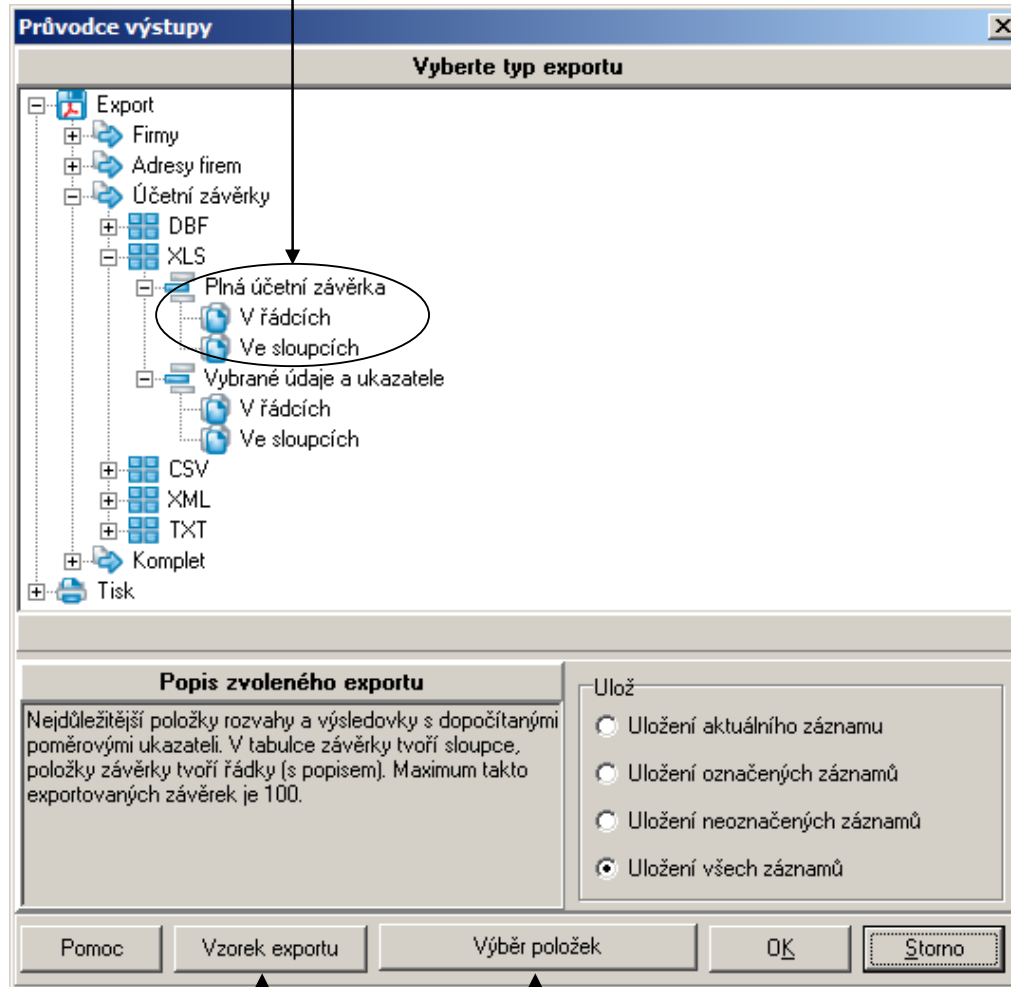 Průvodce výstupy
Vyberte typ exportu
Export
Firmy
Adresy firem
Účetní závěrky
DBF
XLS
Plná účetní závěrka
V řádcích
Ve sloupcích
Vybrané údaje a ukazatele
V řádcích
Ve sloupcích
CSV
XML
TXT
Komplet
Tisk
Popis zvoleného exportu
Nejdůležitější položky rozvahy a výsledovky s dopočítanými
poměrovými ukazateli. V tabulce závěrky tvoří sloupce,
položky závěrky tvoří řádky (s popisem). Maximum takto
exportovaných závěrek je 100.
Ulož
Uložení aktuálního záznamu
Uložení označených záznamů
Uložení neoznačených záznamů
Uložení všech záznamů
Pomoc
Vzorek exportu
Výběr položek
OK
Storno